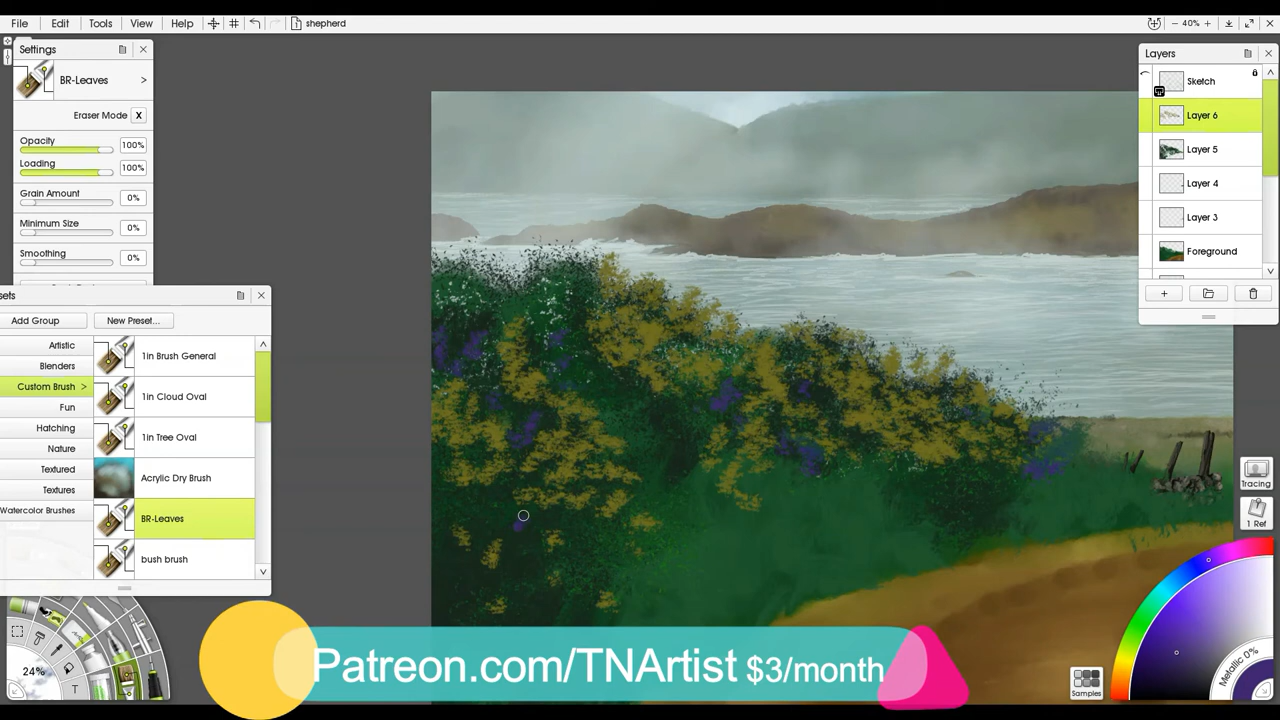 File Edit Tools View Help shepherd 40%
Settings
BR-Leaves >
Eraser Mode X
Opacity 100%
Loading 100%
Grain Amount 0%
Minimum Size 0%
Smoothing 0%
sets
Add Group New Preset...
Artistic
Blenders
Custom Brush >
Fun
Hatching
Nature
Textured
Textures
Watercolor Brushes
1in Brush General
1in Cloud Oval
1in Tree Oval
Acrylic Dry Brush
BR-Leaves
bush brush
24%
T
Layers
Sketch
Layer 6
Layer 5
Layer 4
Layer 3
Foreground
Tracing
1 Ref
Metallic 0%
Samples
Patreon.com/TNArtist $3/month